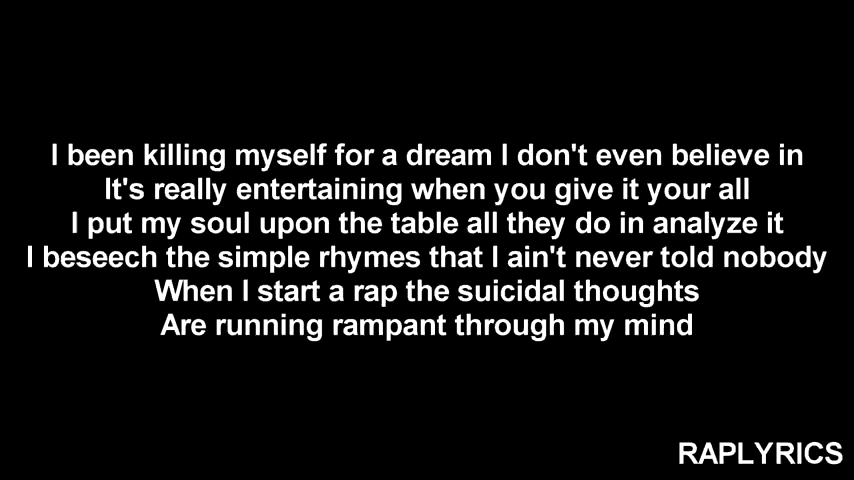 I been killing myself for a dream I don't even believe in
It's really entertaining when you give it your all
I put my soul upon the table all they do in analyze it
I beseech the simple rhymes that I ain't never told nobody
When I start a rap the suicidal thoughts
Are running rampant through my mind
RAPLYRICS